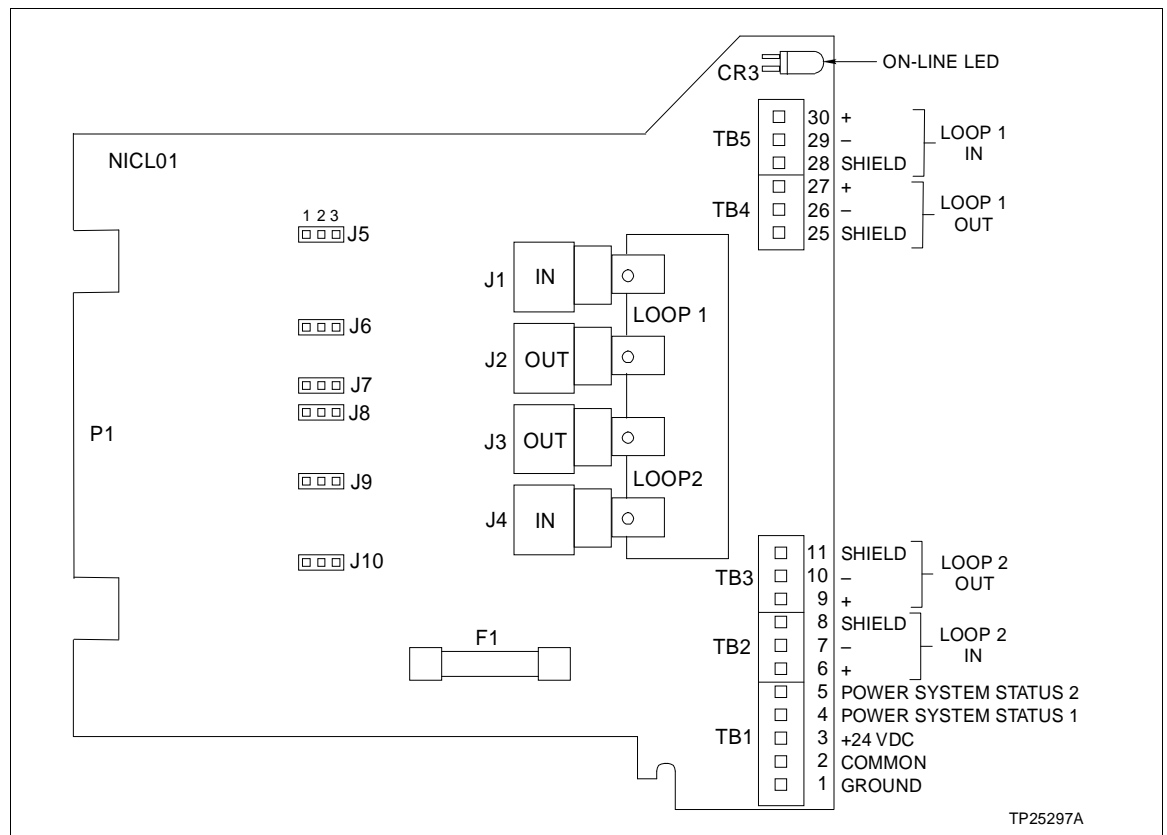 CR3
ON-LINE LED
NICL01
TB5
30 +
29 –
28 SHIELD
LOOP 1
IN
TB4
27 +
26 –
25 SHIELD
LOOP 1
OUT
1 2 3
J5
J6
J7
J8
J9
J10
P1
J1
IN
LOOP 1
J2
OUT
J3
OUT
LOOP2
J4
IN
F1
TB3
11 SHIELD
10 –
9 +
LOOP 2
OUT
TB2
8 SHIELD
7 –
6 +
LOOP 2
IN
TB1
5 POWER SYSTEM STATUS 2
4 POWER SYSTEM STATUS 1
3 +24 VDC
2 COMMON
1 GROUND
TP25297A